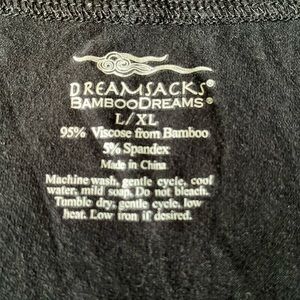 DREAMSACKS®
BAMBOODREAMS®
L/XL
95% Viscose from Bamboo
5% Spandex
Made in China
Machine wash, gentle cycle, cool
water, mild soap. Do not bleach.
Tumble dry, gentle cycle, low
heat. Low iron if desired.